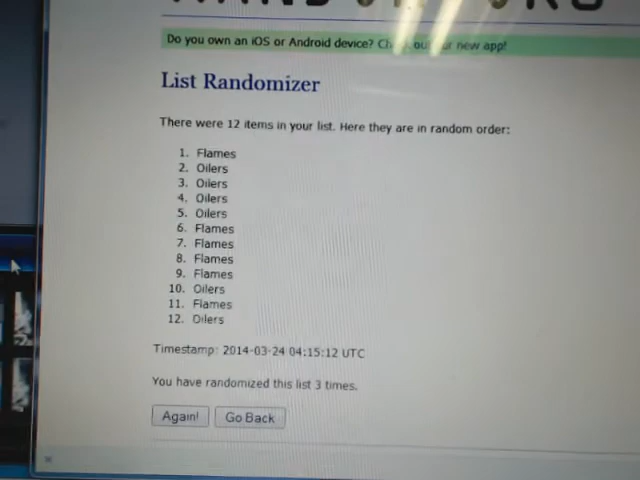 Do you own an iOS or Android device? Check out our new app!
List Randomizer
There were 12 items in your list. Here they are in random order:
1. Flames
2. Oilers
3. Oilers
4. Oilers
5. Oilers
6. Flames
7. Flames
8. Flames
9. Flames
10. Oilers
11. Flames
12. Oilers
Timestamp: 2014-03-24 04:15:12 UTC
You have randomized this list 3 times.
Again! Go Back